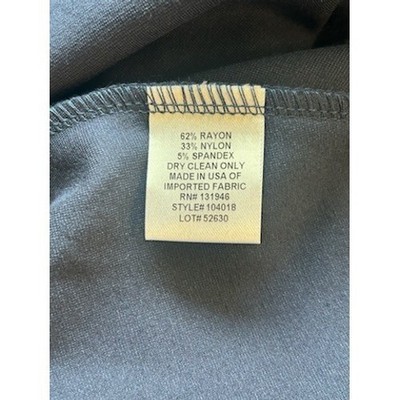 62% RAYON
33% NYLON
5% SPANDEX
DRY CLEAN ONLY
MADE IN USA OF
IMPORTED FABRIC
RN# 131946
STYLE# 104018
LOT# 52630